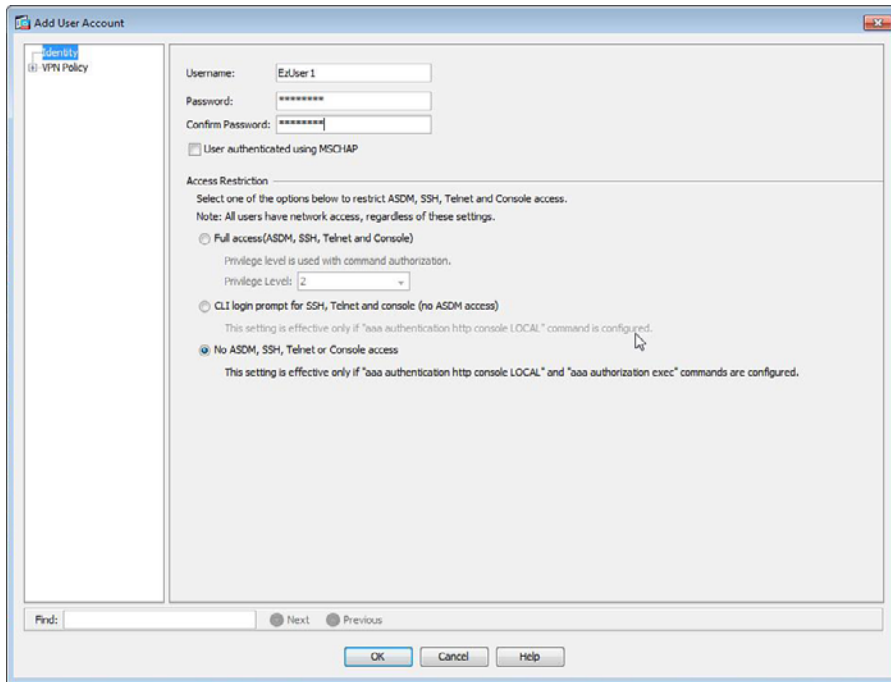 Add User Account
Identity
VPN Policy
Username: EzUser1
Password: ********
Confirm Password: ********
User authenticated using MSCHAP
Access Restriction
Select one of the options below to restrict ASDM, SSH, Telnet and Console access.
Note: All users have network access, regardless of these settings.
Full access(ASDM, SSH, Telnet and Console)
Privilege level is used with command authorization.
Privilege Level: 2
CLI login prompt for SSH, Telnet and console (no ASDM access)
This setting is effective only if "aaa authentication http console LOCAL" command is configured.
No ASDM, SSH, Telnet or Console access
This setting is effective only if "aaa authentication http console LOCAL" and "aaa authorization exec" commands are configured.
Find: Next Previous
OK Cancel Help